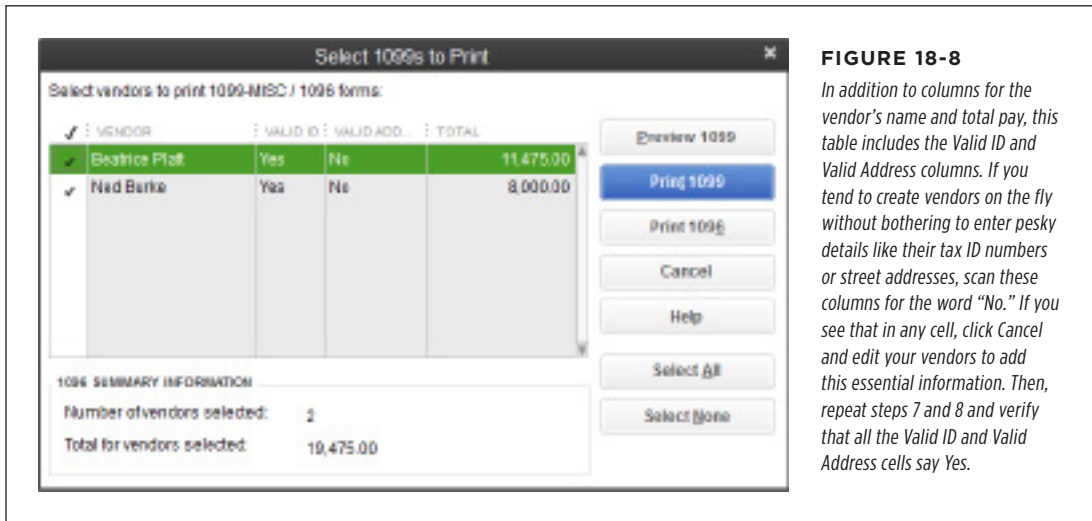 Select 1099s to Print
Select vendors to print 1099-MISC / 1096 forms:
VENDOR VALID ID VALID ADD... TOTAL
Beatrice Platt Yes No 11,475.00
Ned Burke Yes No 8,000.00
1096 SUMMARY INFORMATION
Number of vendors selected: 2
Total for vendors selected: 19,475.00
Preview 1099
Print 1099
Print 1096
Cancel
Help
Select All
Select None
FIGURE 18-8
In addition to columns for the
vendor’s name and total pay, this
table includes the Valid ID and
Valid Address columns. If you
tend to create vendors on the fly
without bothering to enter pesky
details like their tax ID numbers
or street addresses, scan these
columns for the word “No.” If you
see that in any cell, click Cancel
and edit your vendors to add
this essential information. Then,
repeat steps 7 and 8 and verify
that all the Valid ID and Valid
Address cells say Yes.